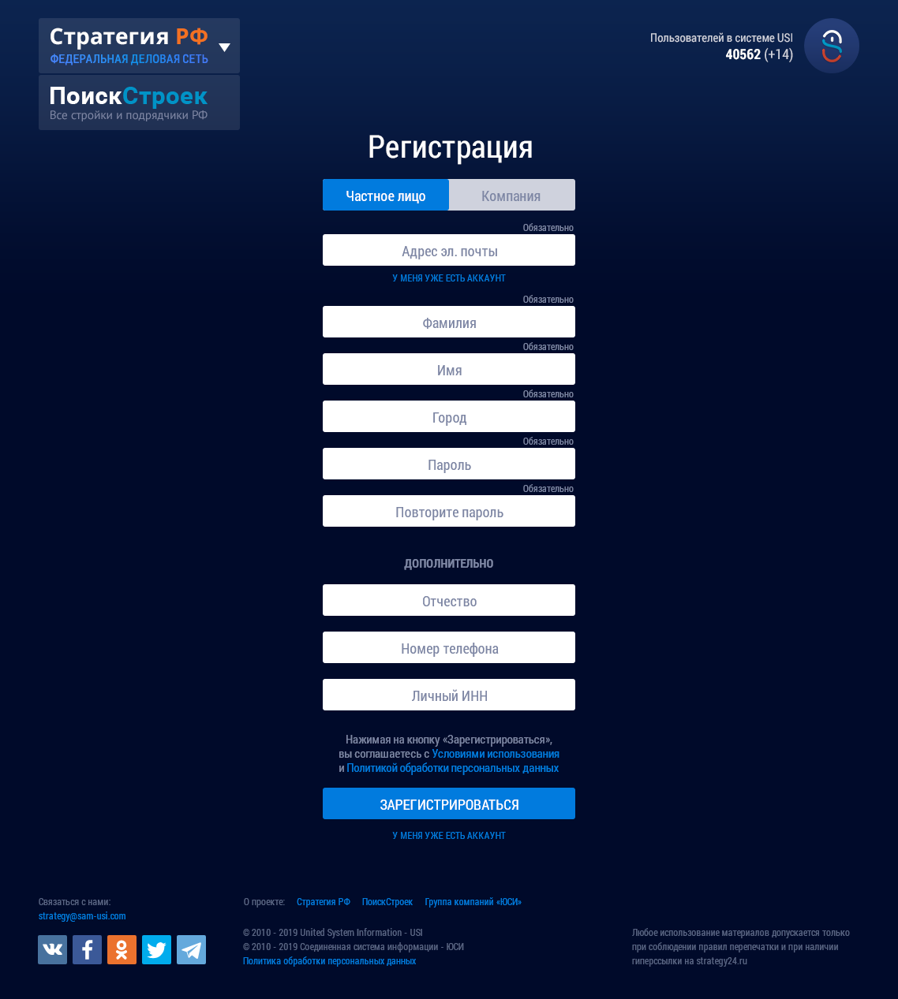 Стратегия РФ
ФЕДЕРАЛЬНАЯ ДЕЛОВАЯ СЕТЬ
ПоискСтроек
Все стройки и подрядчики РФ
Пользователей в системе USI
40562 (+14)
Регистрация
Частное лицо
Компания
Обязательно
Адрес эл. почты
У МЕНЯ УЖЕ ЕСТЬ АККАУНТ
Обязательно
Фамилия
Обязательно
Имя
Обязательно
Город
Обязательно
Пароль
Обязательно
Повторите пароль
ДОПОЛНИТЕЛЬНО
Отчество
Номер телефона
Личный ИНН
Нажимая на кнопку «Зарегистрироваться»,
вы соглашаетесь с Условиями использования
и Политикой обработки персональных данных
ЗАРЕГИСТРИРОВАТЬСЯ
У МЕНЯ УЖЕ ЕСТЬ АККАУНТ
Связаться с нами:
strategy@sam-usi.com
О проекте: Стратегия РФ ПоискСтроек Группа компаний «ЮСИ»
© 2010 - 2019 United System Information - USI
© 2010 - 2019 Соединенная система информации - ЮСИ
Политика обработки персональных данных
Любое использование материалов допускается только
при соблюдении правил перепечатки и при наличии
гиперссылки на strategy24.ru